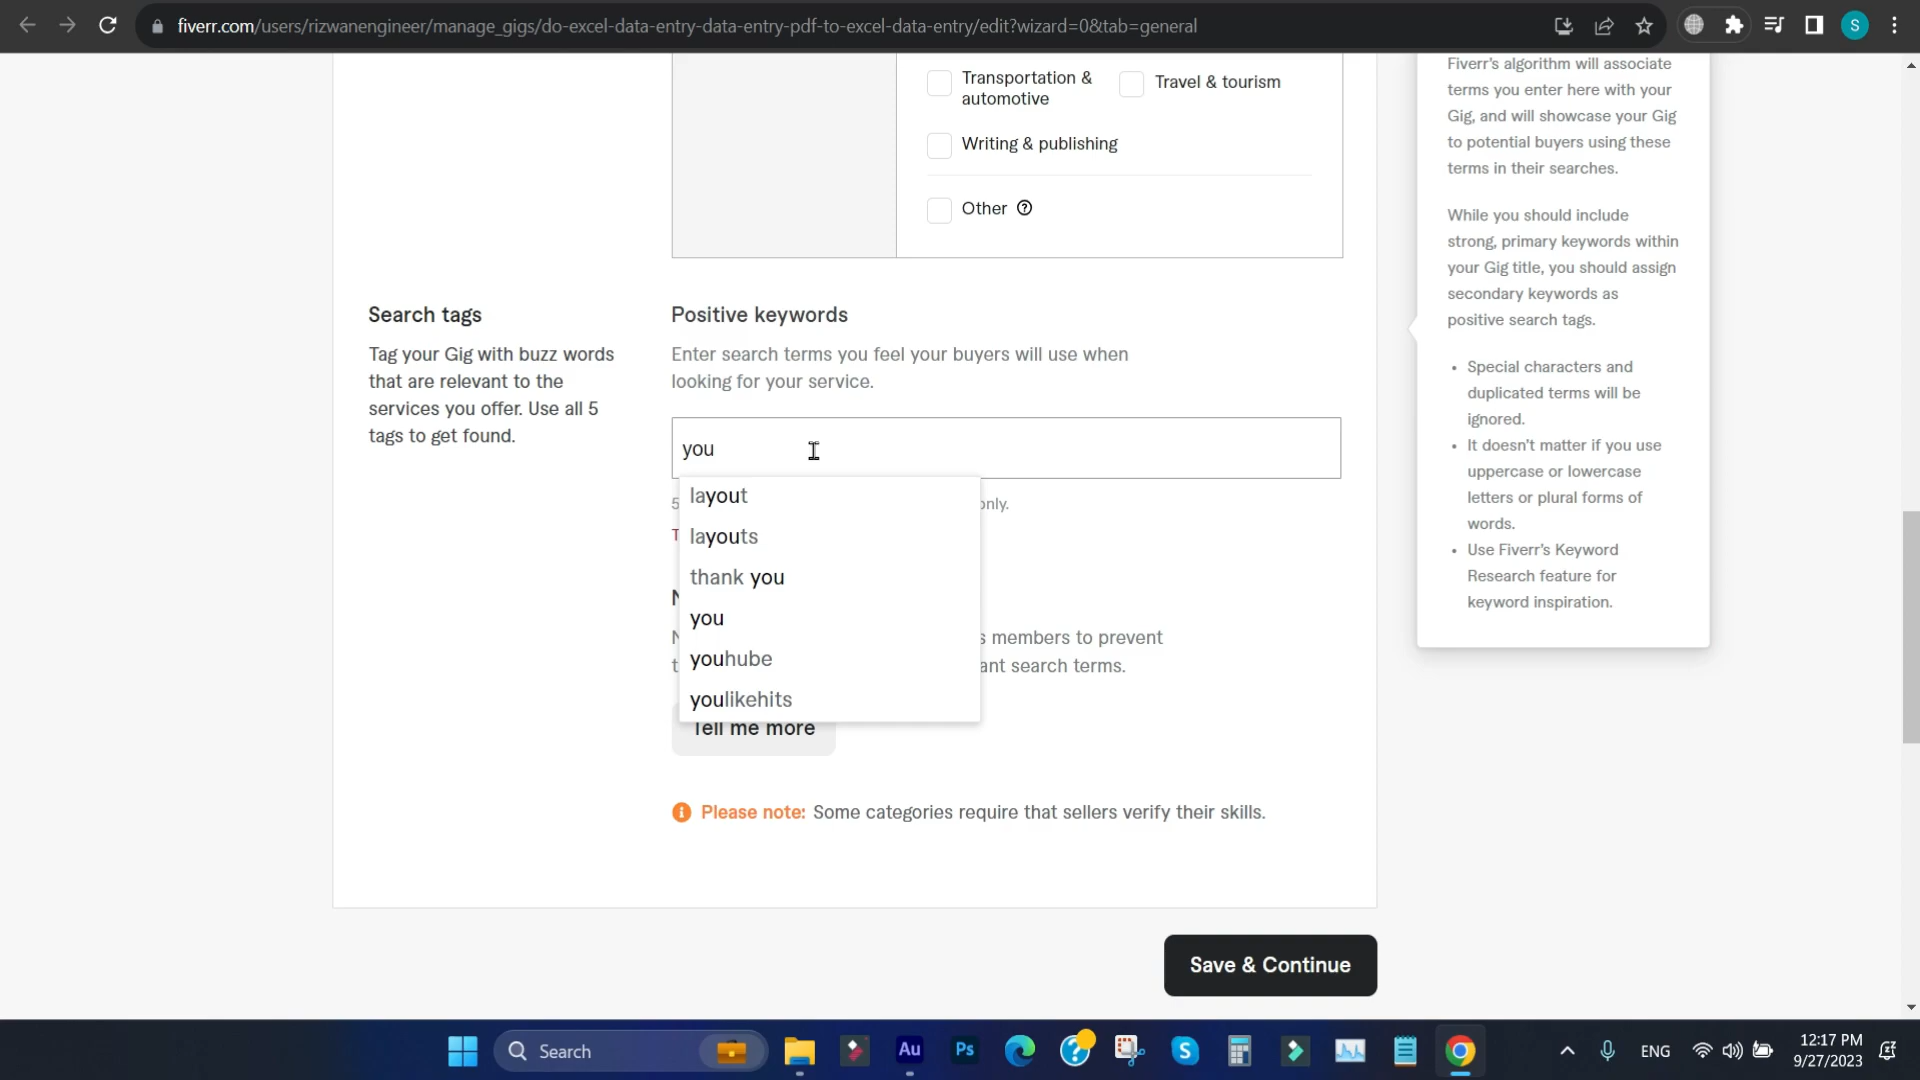 fiverr.com/users/rizwanengineer/manage_gigs/do-excel-data-entry-data-entry-pdf-to-excel-data-entry/edit?wizard=0&tab=general
S
Transportation &
automotive
Travel & tourism
Writing & publishing
Other
Search tags
Tag your Gig with buzz words
that are relevant to the
services you offer. Use all 5
tags to get found.
Positive keywords
Enter search terms you feel your buyers will use when
looking for your service.
you
layout
layouts
thank you
you
youhube
youlikehits
5
only.
T
N
N
s members to prevent
t
ant search terms.
Tell me more
Please note: Some categories require that sellers verify their skills.
Save & Continue
Fiverr's algorithm will associate
terms you enter here with your
Gig, and will showcase your Gig
to potential buyers using these
terms in their searches.
While you should include
strong, primary keywords within
your Gig title, you should assign
secondary keywords as
positive search tags.
• Special characters and
duplicated terms will be
ignored.
• It doesn't matter if you use
uppercase or lowercase
letters or plural forms of
words.
• Use Fiverr's Keyword
Research feature for
keyword inspiration.
Search
Au
Ps
ENG
12:17 PM
9/27/2023